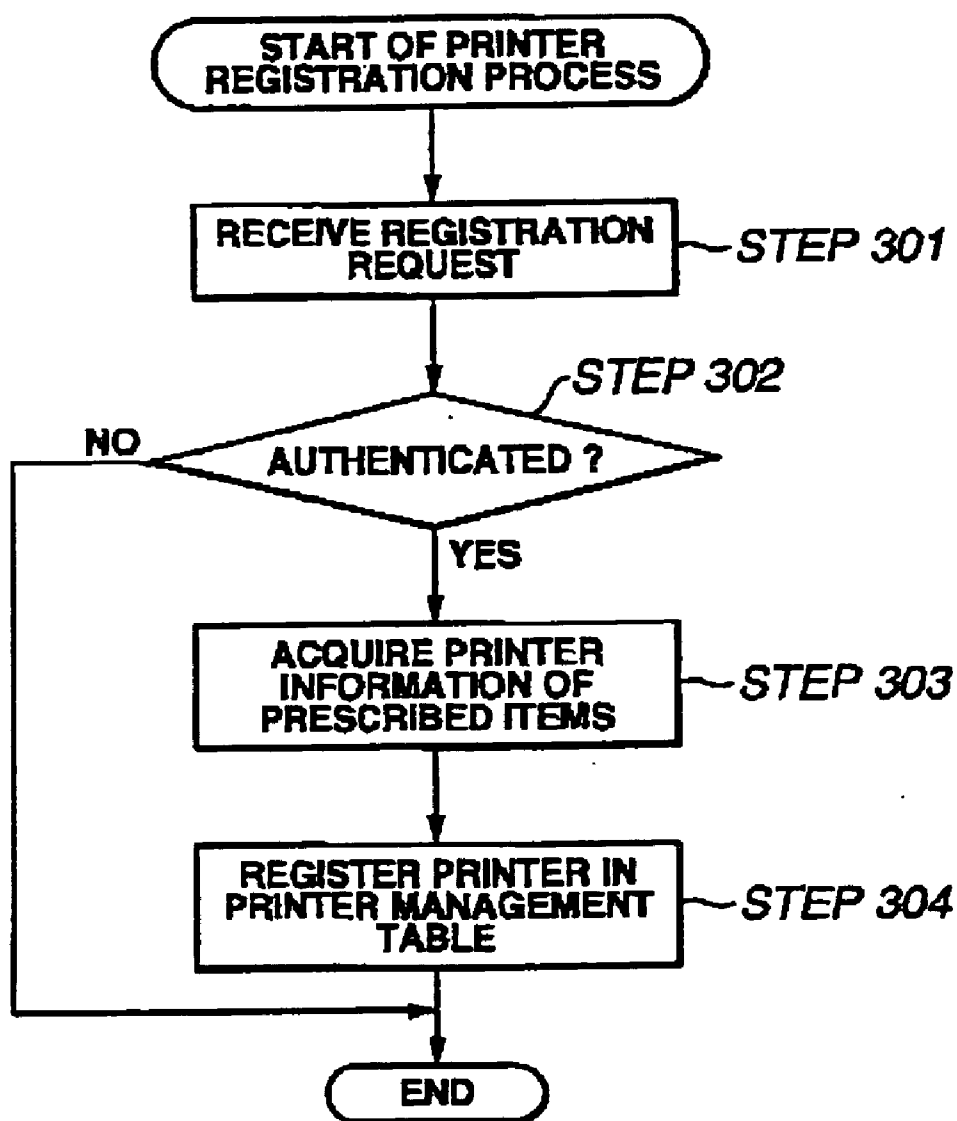 START OF PRINTER
REGISTRATION PROCESS
RECEIVE REGISTRATION
REQUEST
STEP 301
STEP 302
NO
AUTHENTICATED ?
YES
ACQUIRE PRINTER
INFORMATION OF
PRESCRIBED ITEMS
STEP 303
REGISTER PRINTER IN
PRINTER MANAGEMENT
TABLE
STEP 304
END